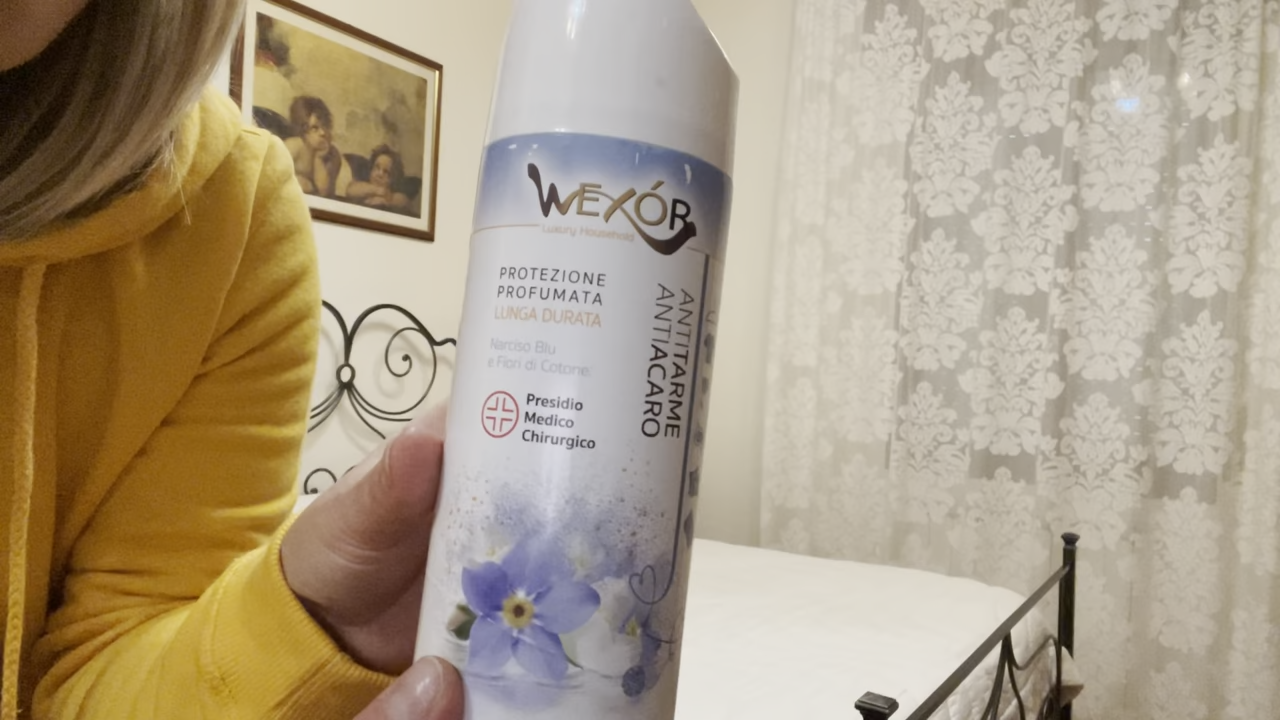 WEXÓR
Luxury Household
PROTEZIONE
PROFUMATA
LUNGA DURATA
Narciso Blu
e Fiori di Cotone.
Presidio
Medico
Chirurgico
ANTITARME
ANTIACARO